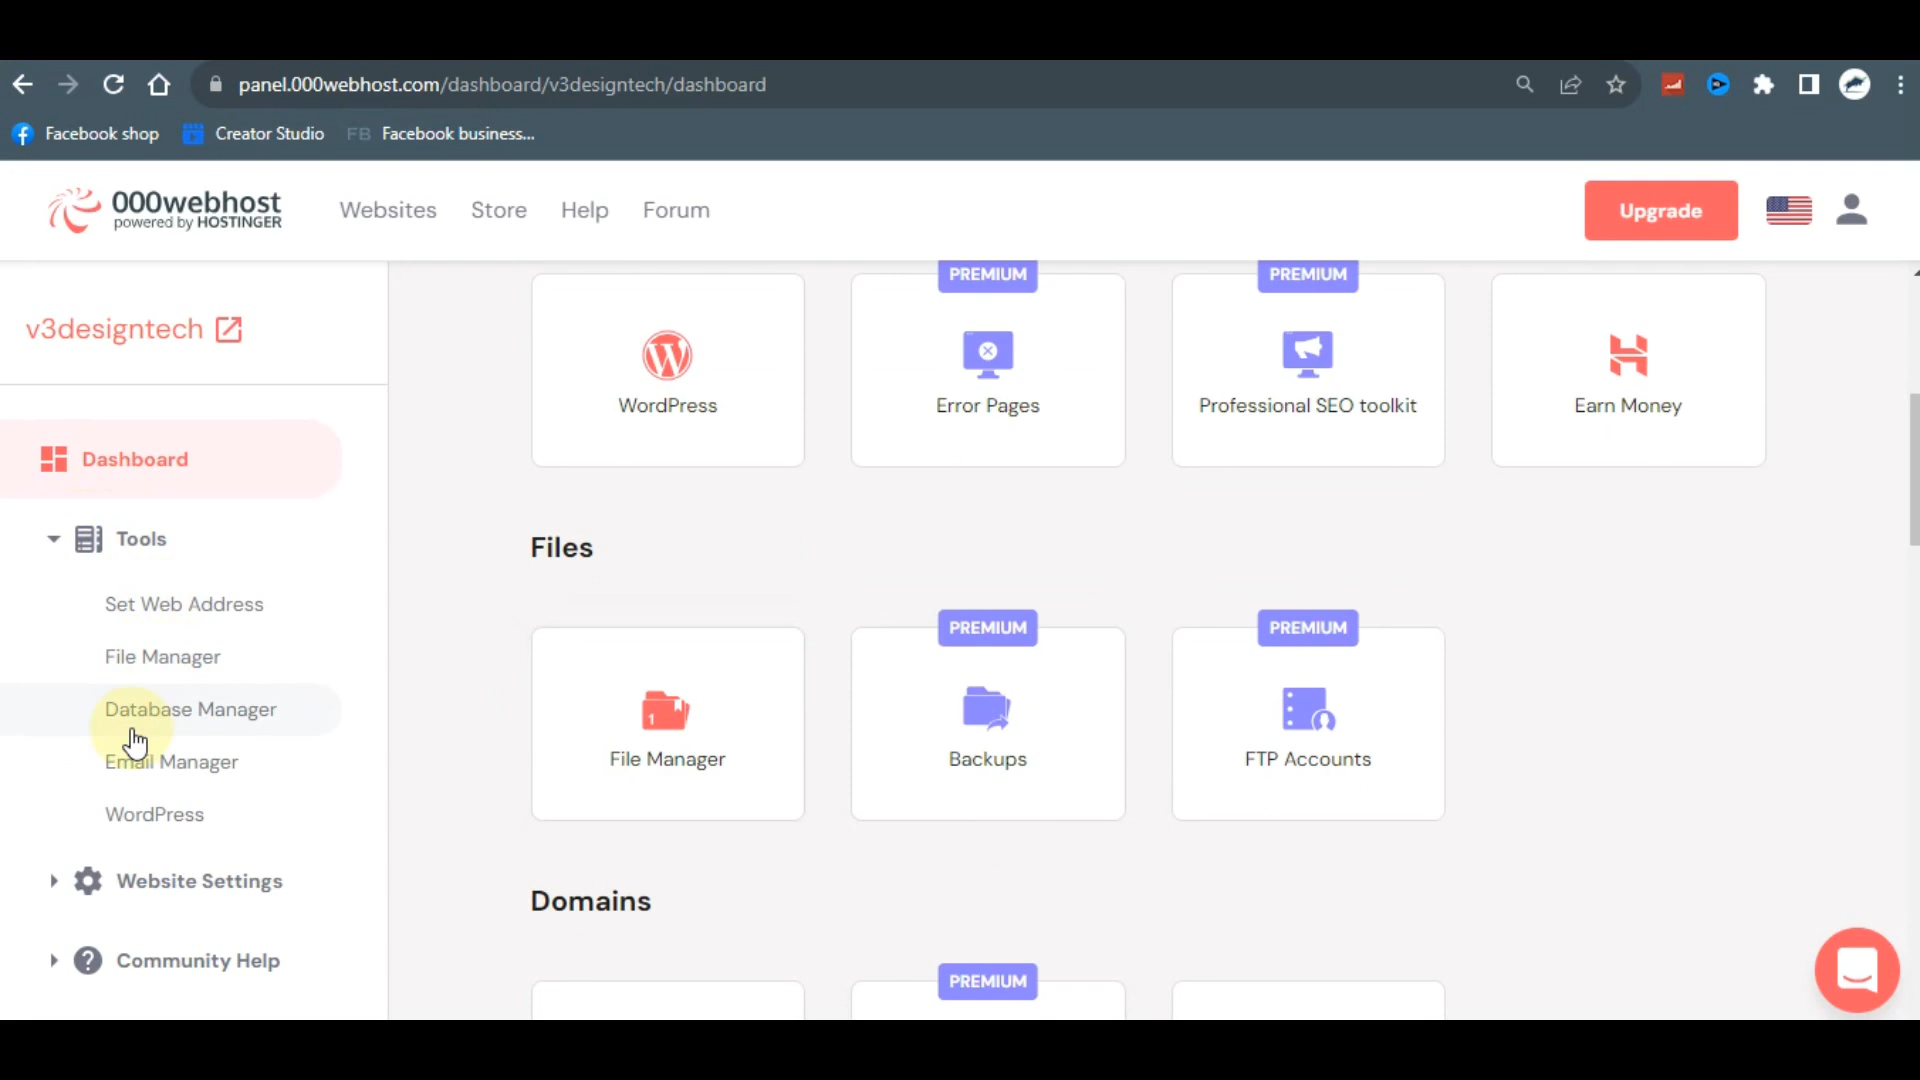 panel.000webhost.com/dashboard/v3designtech/dashboard
Facebook shop
Creator Studio
FB Facebook business...
000webhost
powered by HOSTINGER
Websites
Store
Help
Forum
Upgrade
v3designtech
Dashboard
Tools
Set Web Address
File Manager
Database Manager
Email Manager
WordPress
Website Settings
Community Help
PREMIUM
PREMIUM
WordPress
Error Pages
Professional SEO toolkit
Earn Money
Files
PREMIUM
PREMIUM
1
File Manager
Backups
FTP Accounts
Domains
PREMIUM